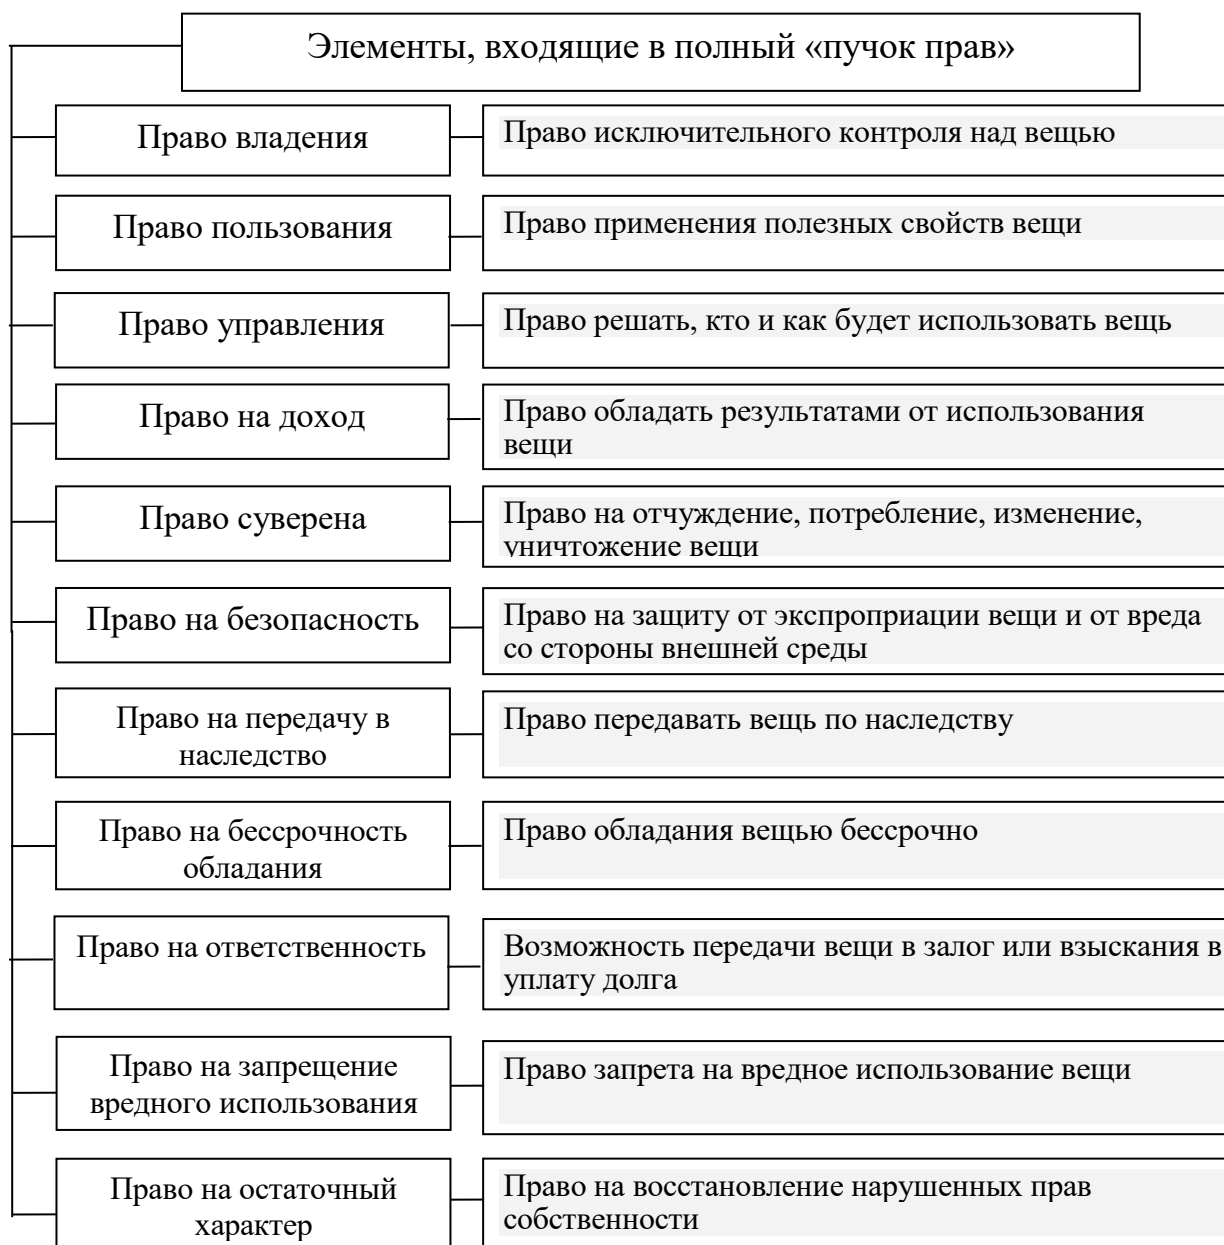 Элементы, входящие в полный «пучок прав»
Право владения
Право исключительного контроля над вещью
Право пользования
Право применения полезных свойств вещи
Право управления
Право решать, кто и как будет использовать вещь
Право на доход
Право обладать результатами от использования
вещи
Право суверена
Право на отчуждение, потребление, изменение,
уничтожение вещи
Право на безопасность
Право на защиту от экспроприации вещи и от вреда
со стороны внешней среды
Право на передачу в
наследство
Право передавать вещь по наследству
Право на бессрочность
обладания
Право обладания вещью бессрочно
Право на ответственность
Возможность передачи вещи в залог или взыскания в
уплату долга
Право на запрещение
вредного использования
Право запрета на вредное использование вещи
Право на остаточный
характер
Право на восстановление нарушенных прав
собственности